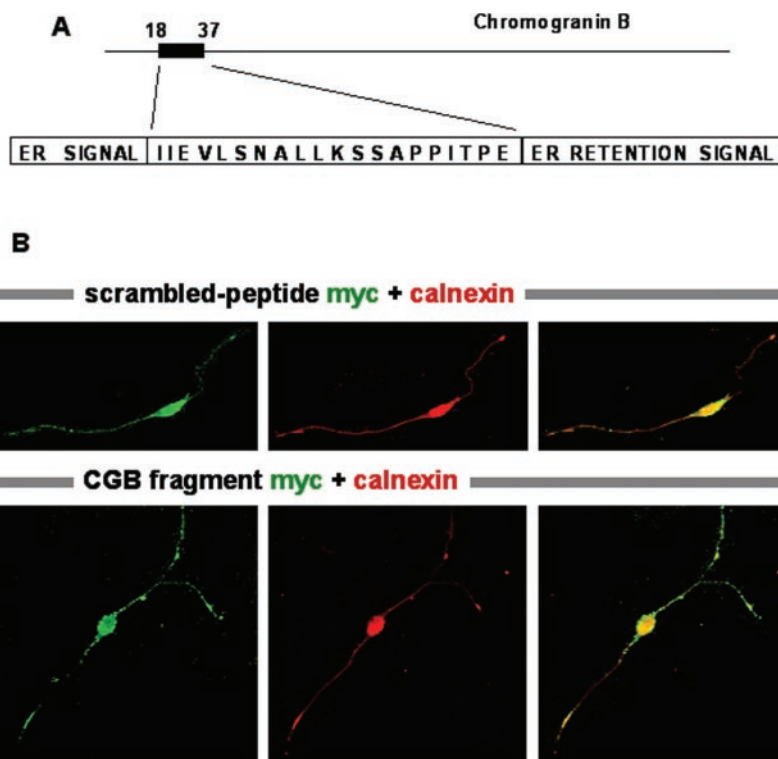 A
18 37
Chromogranin B
ER SIGNAL IIEVLSNALLKSSAPPITPE ER RETENTION SIGNAL
B
scrambled-peptide myc + calnexin
CGB fragment myc + calnexin